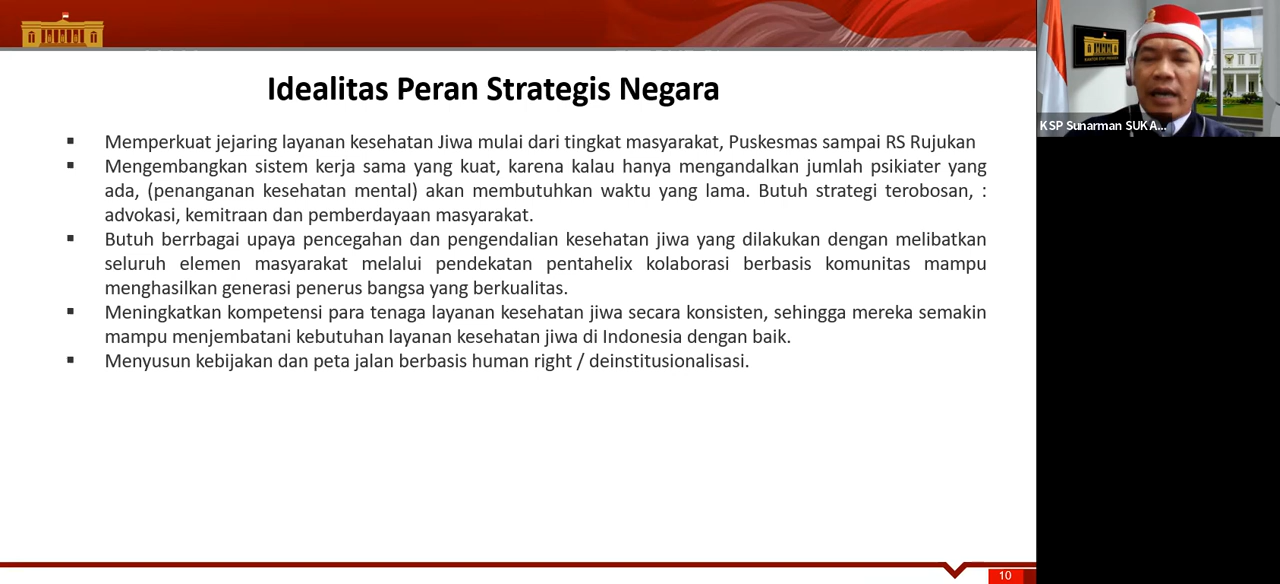 Idealitas Peran Strategis Negara
▪ Memperkuat jejaring layanan kesehatan Jiwa mulai dari tingkat masyarakat, Puskesmas sampai RS Rujukan
▪ Mengembangkan sistem kerja sama yang kuat, karena kalau hanya mengandalkan jumlah psikiater yang
ada, (penanganan kesehatan mental) akan membutuhkan waktu yang lama. Butuh strategi terobosan, :
advokasi, kemitraan dan pemberdayaan masyarakat.
▪ Butuh berrbagai upaya pencegahan dan pengendalian kesehatan jiwa yang dilakukan dengan melibatkan
seluruh elemen masyarakat melalui pendekatan pentahelix kolaborasi berbasis komunitas mampu
menghasilkan generasi penerus bangsa yang berkualitas.
▪ Meningkatkan kompetensi para tenaga layanan kesehatan jiwa secara konsisten, sehingga mereka semakin
mampu menjembatani kebutuhan layanan kesehatan jiwa di Indonesia dengan baik.
▪ Menyusun kebijakan dan peta jalan berbasis human right / deinstitusionalisasi.
10
KSP Sunarman SUKA...